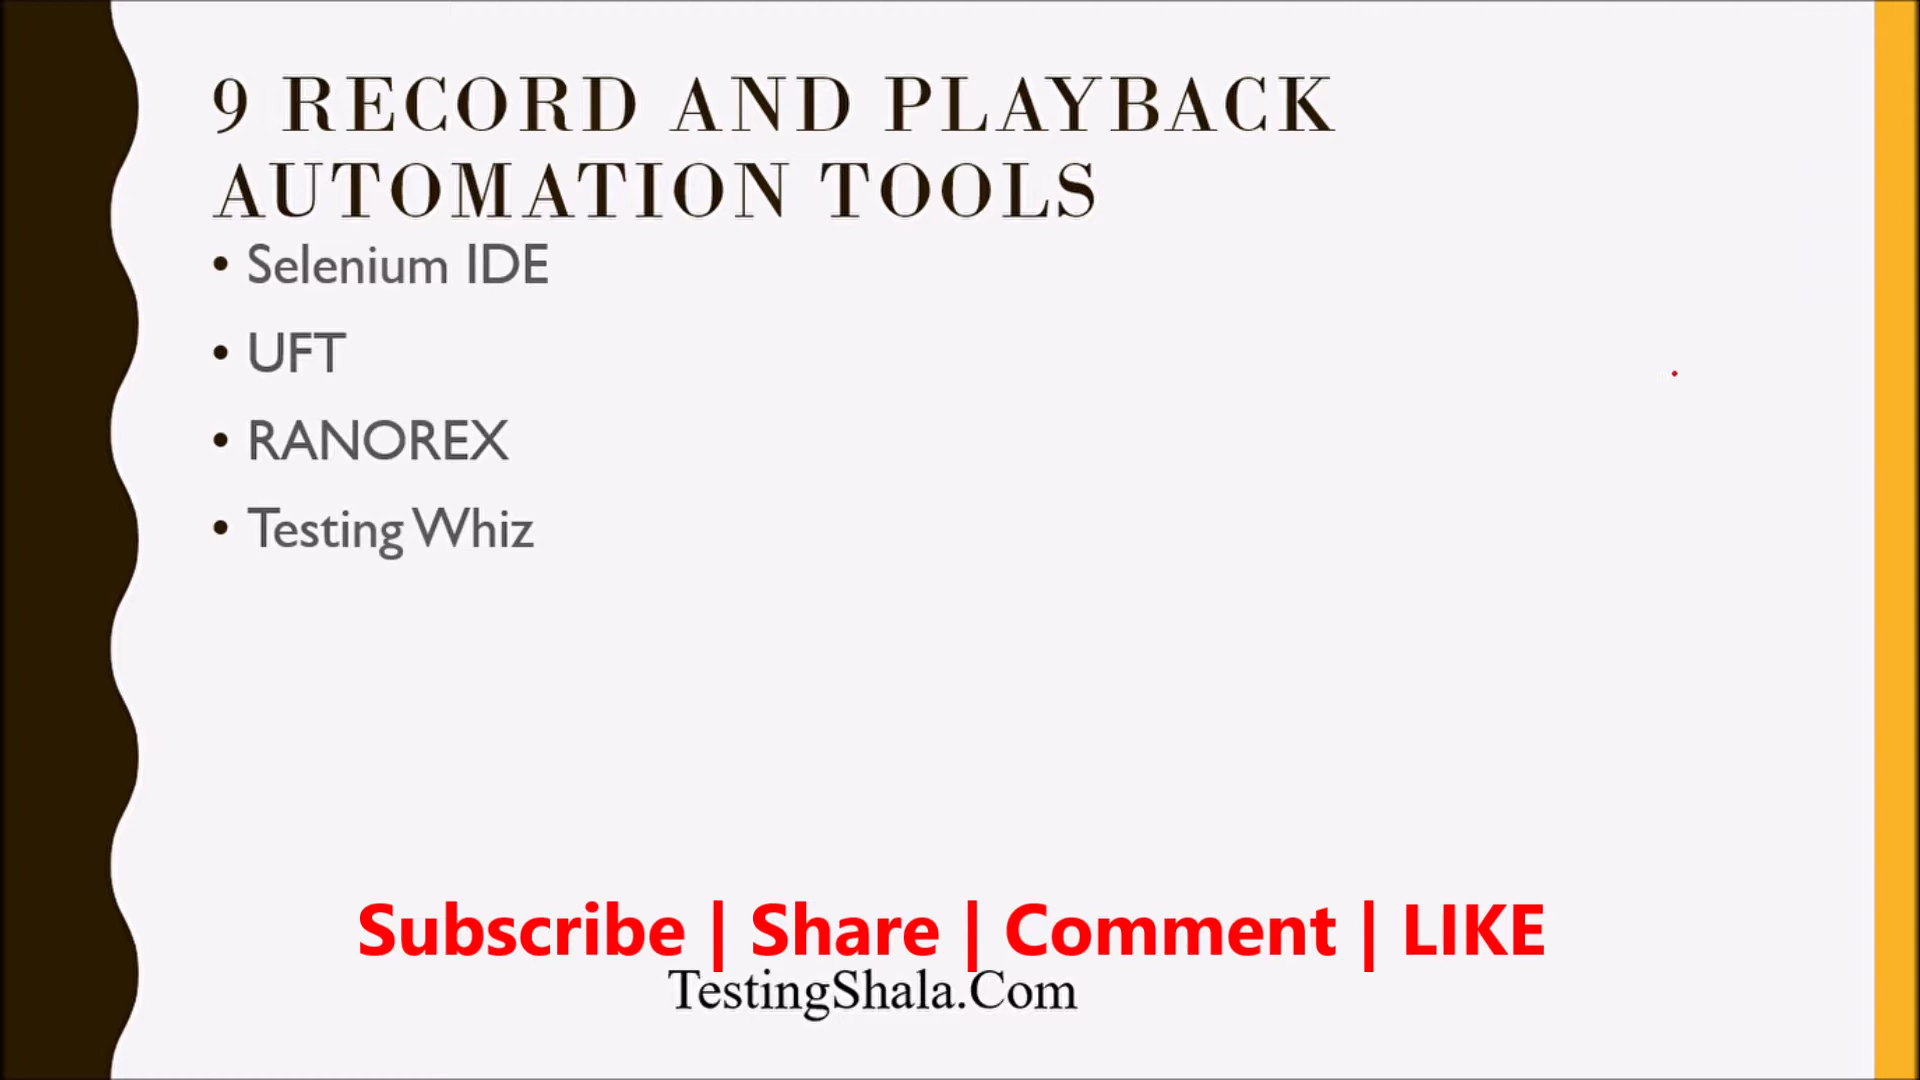 9 RECORD AND PLAYBACK
AUTOMATION TOOLS
• Selenium IDE
• UFT
• RANOREX
• Testing Whiz
Subscribe | Share | Comment | LIKE
TestingShala.Com